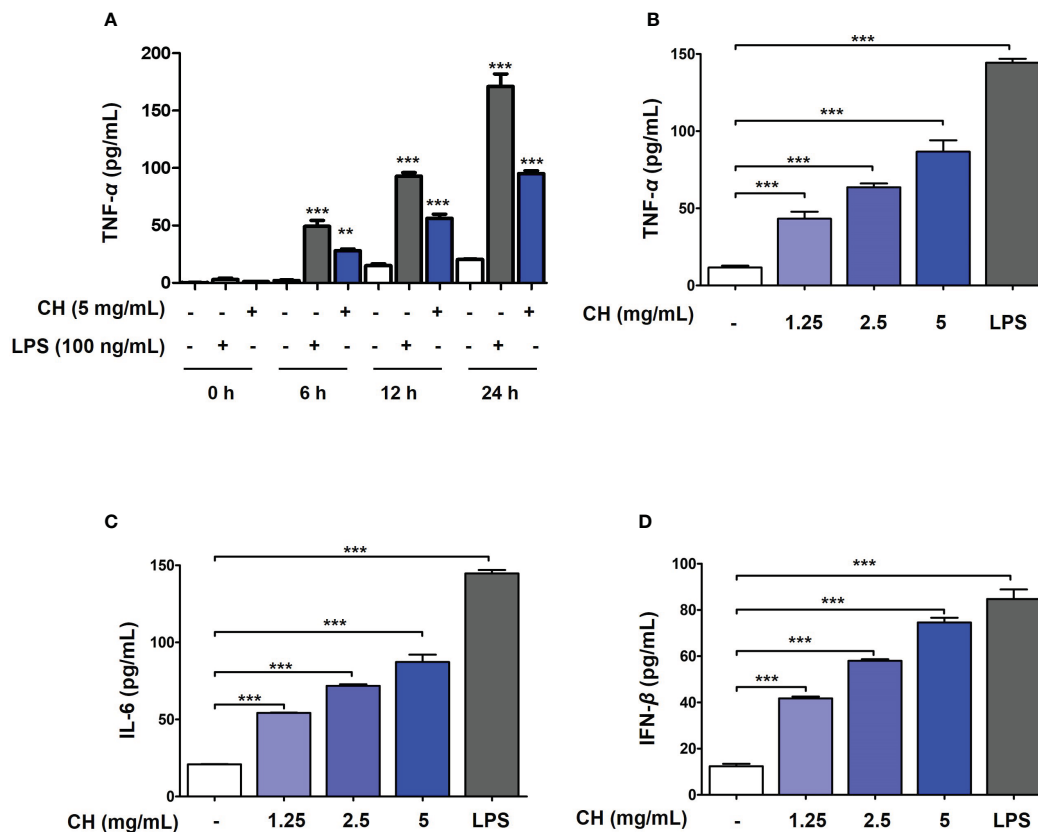 A
TNF-α (pg/mL)
200
150
100
50
0
***
** 
***
***
***
***
CH (5 mg/mL) - - + - - + - - + - - +
LPS (100 ng/mL) - + - - + - - + - - + -
0 h 6 h 12 h 24 h
B
TNF-α (pg/mL)
150
100
50
0
***
***
***
***
CH (mg/mL) - 1.25 2.5 5 LPS
C
IL-6 (pg/mL)
150
100
50
0
***
***
***
***
CH (mg/mL) - 1.25 2.5 5 LPS
D
IFN-β (pg/mL)
100
80
60
40
20
0
***
***
***
***
CH (mg/mL) - 1.25 2.5 5 LPS